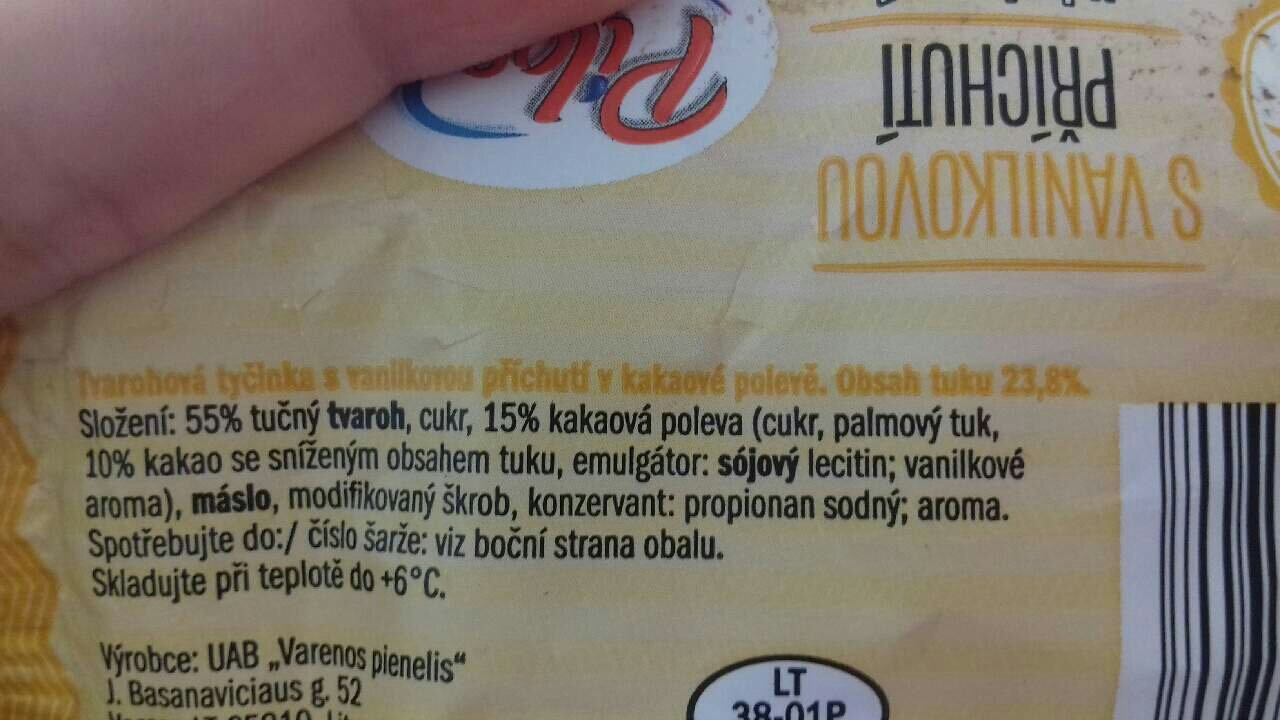 S VANILKOVOU
PŘÍCHUTÍ
Tvarohová tyčinka s vanilkovou příchutí v kakaové polevě. Obsah tuku 23,8%.
Složení: 55% tučný tvaroh, cukr, 15% kakaová poleva (cukr, palmový tuk,
10% kakao se sníženým obsahem tuku, emulgátor: sójový lecitin; vanilkové
aroma), máslo, modifikovaný škrob, konzervant: propionan sodný; aroma.
Spotřebujte do:/ číslo šarže: viz boční strana obalu.
Skladujte při teplotě do +6°C.
Výrobce: UAB „Varenos pienelis“
J. Basanaviciaus g. 52
LT
38-01P